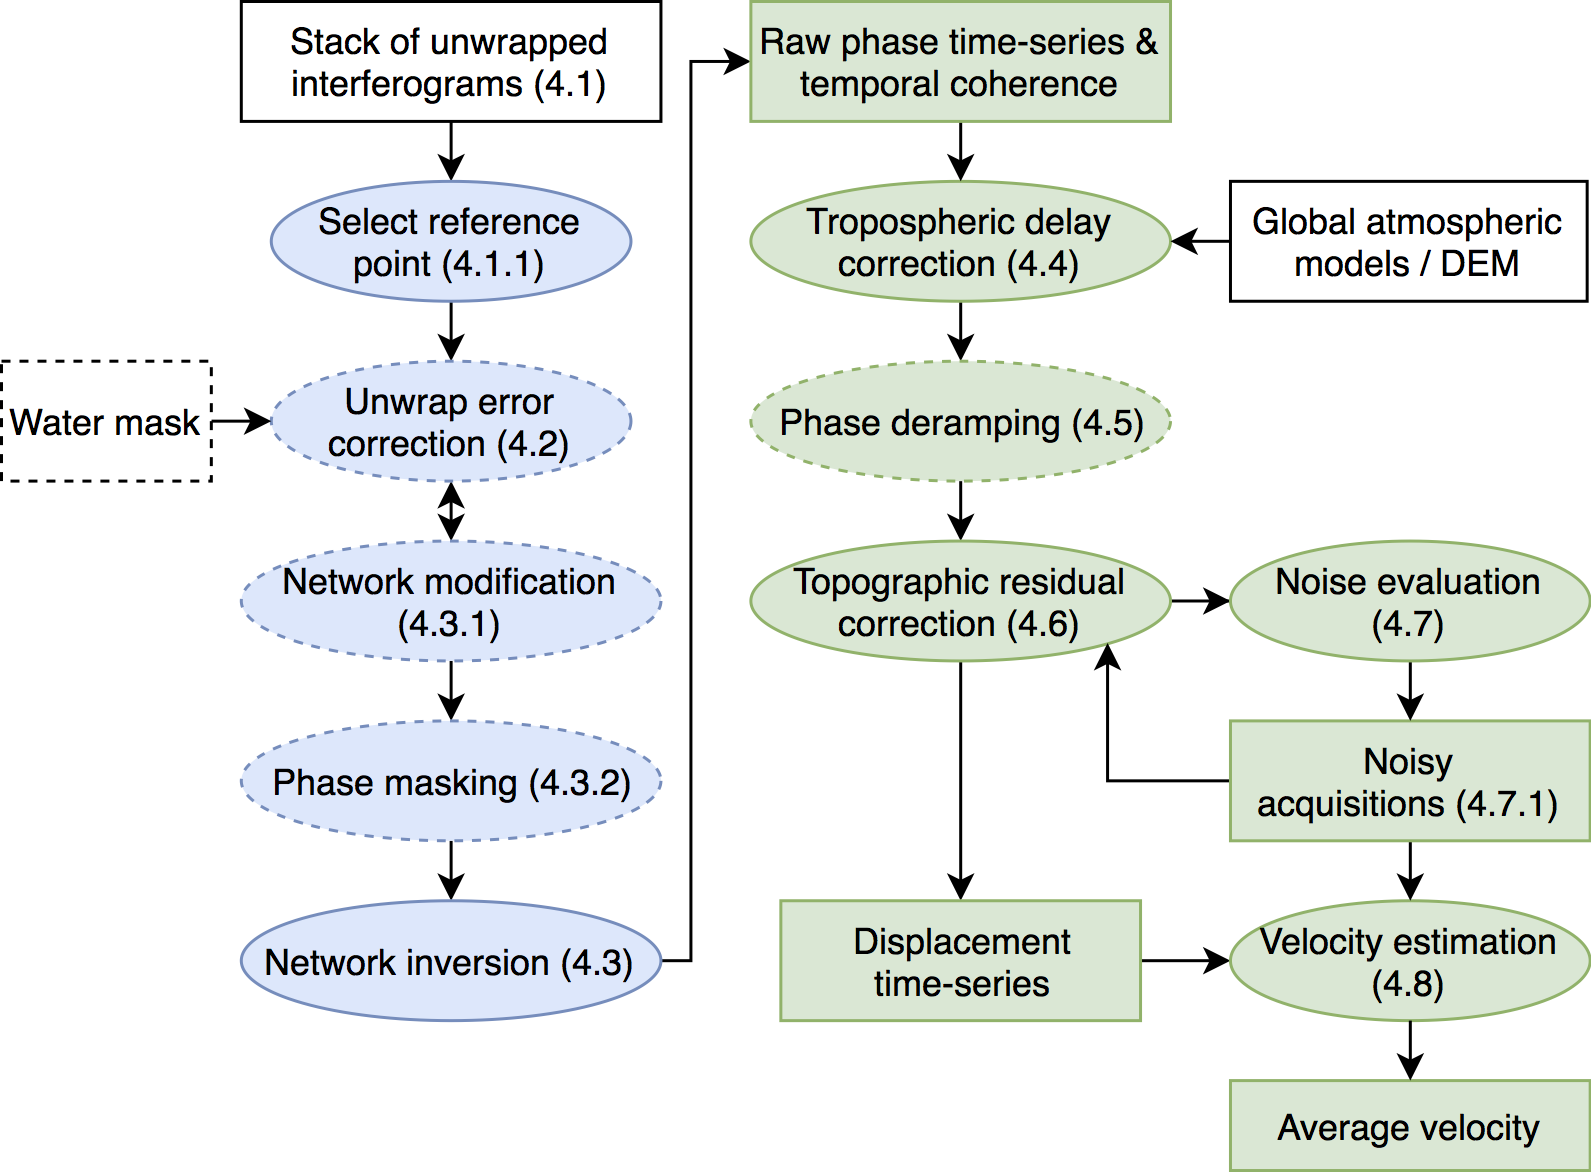 Stack of unwrapped
interferograms (4.1)
Select reference
point (4.1.1)
Water mask
Unwrap error
correction (4.2)
Network modification
(4.3.1)
Phase masking (4.3.2)
Network inversion (4.3)
Raw phase time-series &
temporal coherence
Tropospheric delay
correction (4.4)
Global atmospheric
models / DEM
Phase deramping (4.5)
Topographic residual
correction (4.6)
Noise evaluation
(4.7)
Noisy
acquisitions (4.7.1)
Displacement
time-series
Velocity estimation
(4.8)
Average velocity